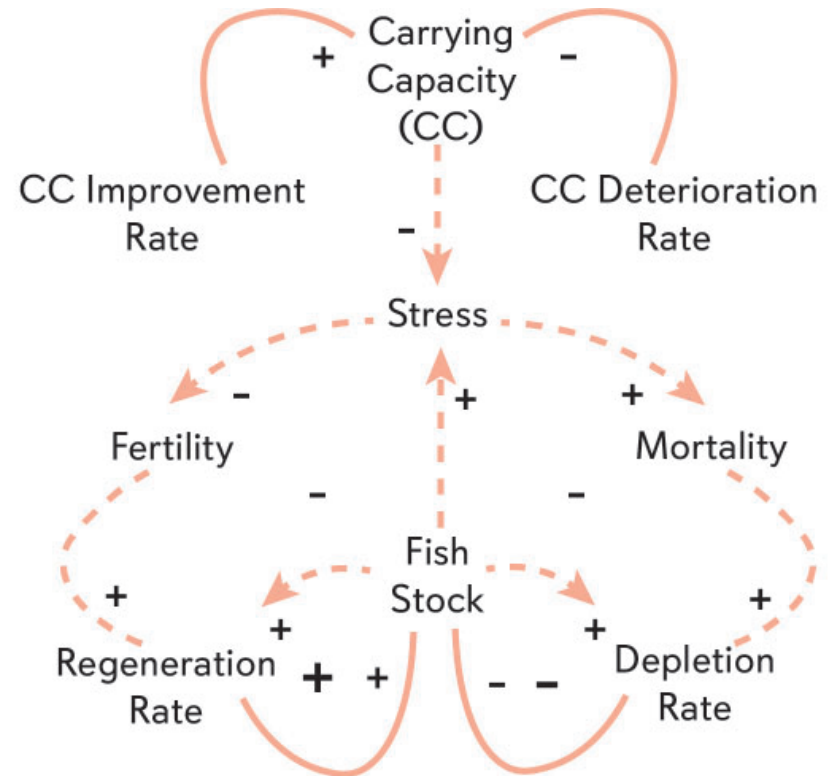 Carrying
Capacity
(CC)
+
-
CC Improvement
Rate
CC Deterioration
Rate
-
Stress
-
+
+
Fertility
Mortality
-
-
Fish
Stock
+
+
+
+
Regeneration
Rate
+
+
-
-
Depletion
Rate